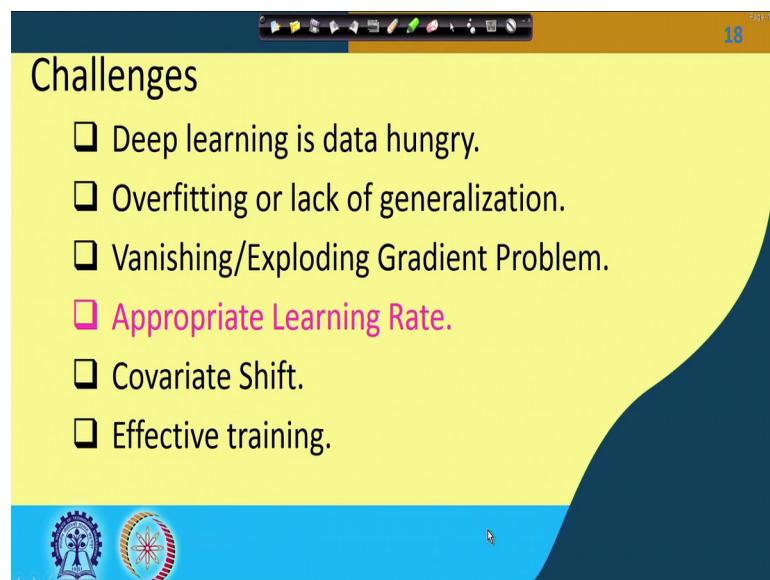 Page
18
Challenges
Deep learning is data hungry.
Overfitting or lack of generalization.
Vanishing/Exploding Gradient Problem.
Appropriate Learning Rate.
Covariate Shift.
Effective training.